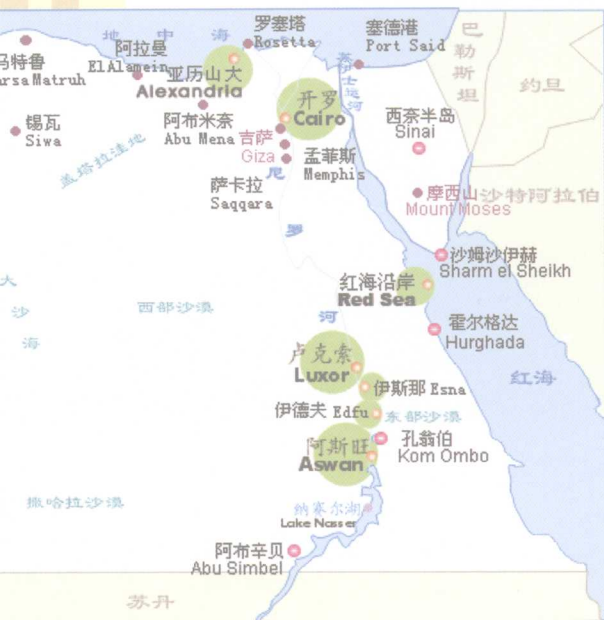 地中海
罗塞塔
Rosetta
塞德港
Port Said
巴勒斯坦
约旦
马特鲁
arsa Matruh
阿拉曼
El Alamein
亚历山大
Alexandria
苏伊士运河
开罗
Cairo
西奈半岛
Sinai
锡瓦
Siwa
阿布米奈
Abu Mena
吉萨
Giza
孟菲斯
Memphis
盖塔拉洼地
萨卡拉
Saqqara
尼罗河
摩西山
Mount Moses
沙特阿拉伯
沙姆沙伊赫
Sharm el Sheikh
红海沿岸
Red Sea
大沙海
西部沙漠
霍尔格达
Hurghada
卢克索
Luxor
红海
伊斯那 Esna
伊德夫 Edfu
东部沙漠
孔翁伯
Kom Ombo
阿斯旺
Aswan
撒哈拉沙漠
纳赛尔湖
Lake Nasser
阿布辛贝
Abu Simbel
苏丹